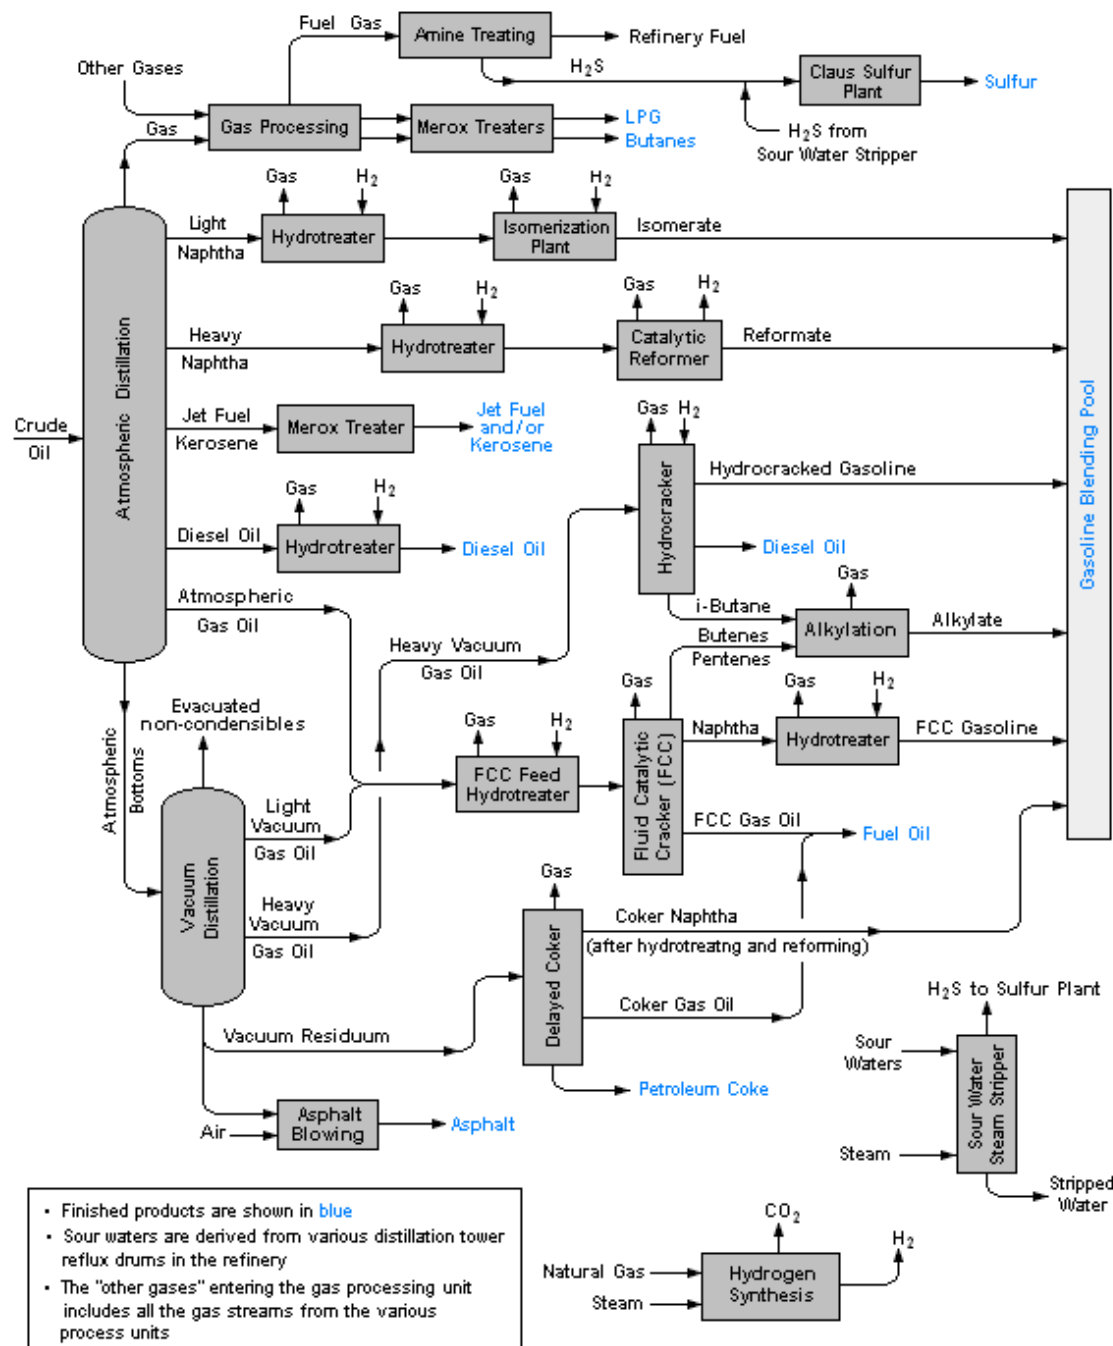 Fuel Gas
Amine Treating
Refinery Fuel
Other Gases
H2S
Claus Sulfur
Plant
Sulfur
Gas
Gas Processing
Merox Treaters
LPG
Butanes
H2S from
Sour Water Stripper
Gas
H2
Gas
H2
Light
Naphtha
Hydrotreater
Isomerization
Plant
Isomerate
Gas
H2
Gas
H2
Heavy
Naphtha
Hydrotreater
Catalytic
Reformer
Reformate
Atmospheric Distillation
Gasoline Blending Pool
Crude
Oil
Jet Fuel
Kerosene
Merox Treater
Jet Fuel
and/or
Kerosene
Gas
H2
Hydrocracker
Hydrocracked Gasoline
Gas
H2
Diesel Oil
Hydrotreater
Diesel Oil
Diesel Oil
Atmospheric
Gas Oil
i-Butane
Gas
Alkylation
Alkylate
Butenes
Pentenes
Heavy Vacuum
Gas Oil
Evacuated
non-condensibles
Atmospheric
Bottoms
Gas
H2
FCC Feed
Hydrotreater
Gas
Fluid Catalytic
Cracker (FCC)
Naphtha
Gas
H2
Hydrotreater
FCC Gasoline
Light
Vacuum
Gas Oil
FCC Gas Oil
Fuel Oil
Vacuum
Distillation
Heavy
Vacuum
Gas Oil
Gas
Delayed Coker
Coker Naphtha
(after hydrotreatng and reforming)
Coker Gas Oil
Vacuum Residuum
Petroleum Coke
H2S to Sulfur Plant
Sour
Waters
Sour Water
Steam Stripper
Steam
Stripped
Water
Air
Asphalt
Blowing
Asphalt
• Finished products are shown in blue
• Sour waters are derived from various distillation tower
reflux drums in the refinery
• The "other gases" entering the gas processing unit
includes all the gas streams from the various
process units
CO2
H2
Natural Gas
Steam
Hydrogen
Synthesis